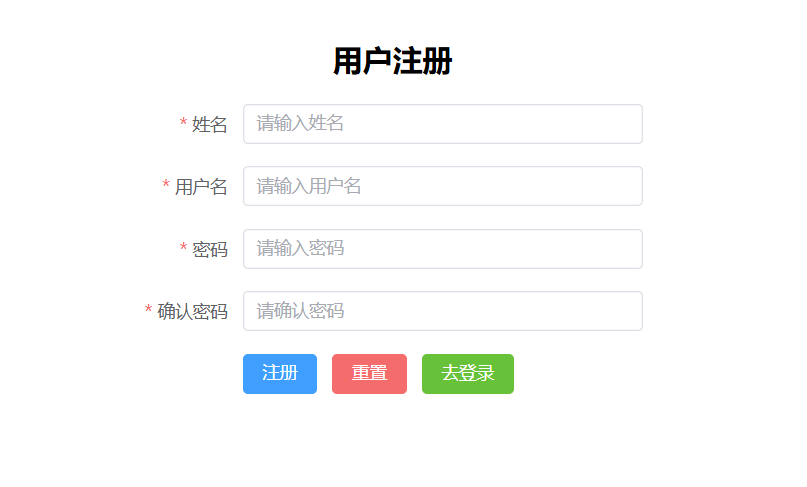 用户注册
* 姓名 请输入姓名
* 用户名 请输入用户名
* 密码 请输入密码
* 确认密码 请确认密码
注册 重置 去登录